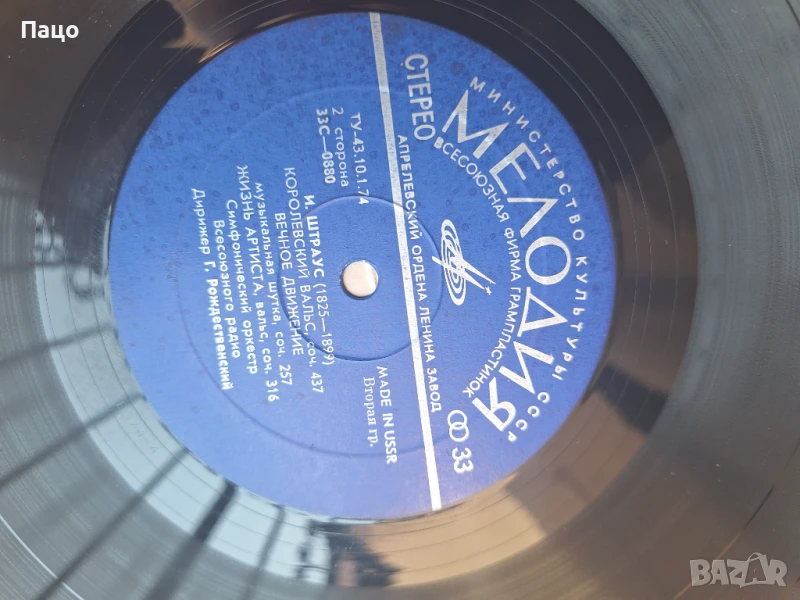 Пацо
МИНИСТЕРСТВО КУЛЬТУРЫ СССР
МЕЛОДИЯ
ВСЕСОЮЗНАЯ ФИРМА ГРАМПЛАСТИНОК
СТЕРЕО
33
АПРЕЛЕВСКИЙ ОРДЕНА ЛЕНИНА ЗАВОД
ТУ-43.10.1.74
2 сторона
33С—0880
MADE IN USSR
Вторая гр.
И. ШТРАУС (1825—1899)
КОРОЛЕВСКИЙ ВАЛЬС, соч. 437
ВЕЧНОЕ ДВИЖЕНИЕ
музыкальная шутка, соч. 257
ЖИЗНЬ АРТИСТА, вальс, соч. 316
Симфонический оркестр
Всесоюзного радио
Дирижер Г. Рождественский
BAZAR